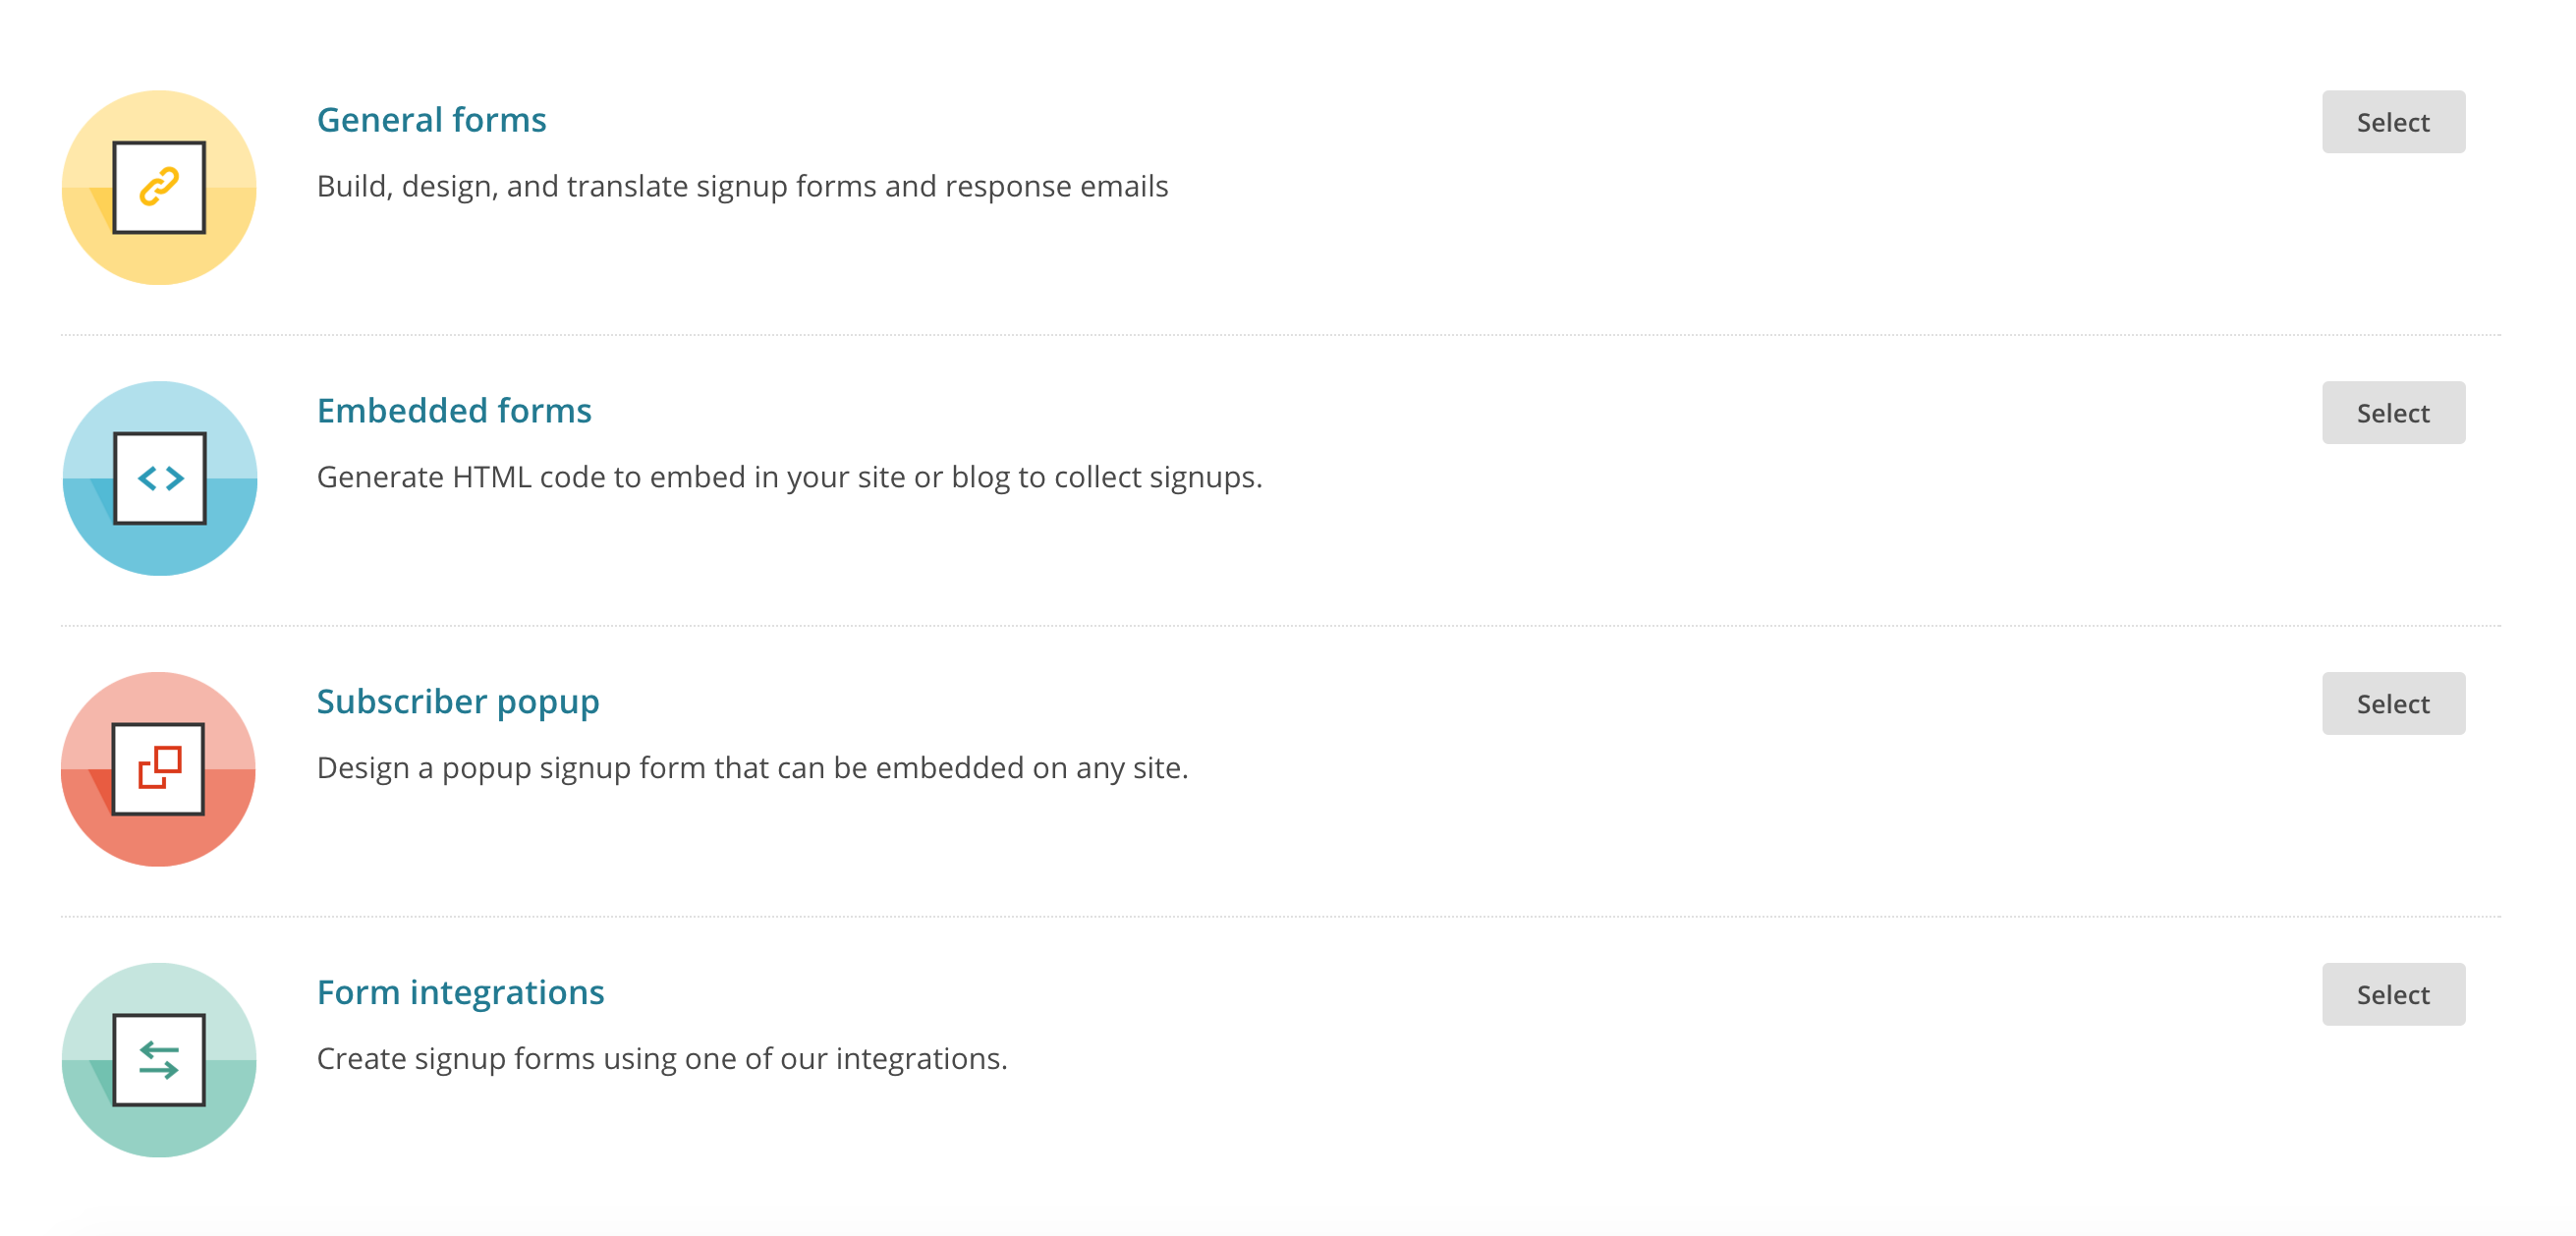 General forms
Select
Build, design, and translate signup forms and response emails
Embedded forms
Select
Generate HTML code to embed in your site or blog to collect signups.
Subscriber popup
Select
Design a popup signup form that can be embedded on any site.
Form integrations
Select
Create signup forms using one of our integrations.